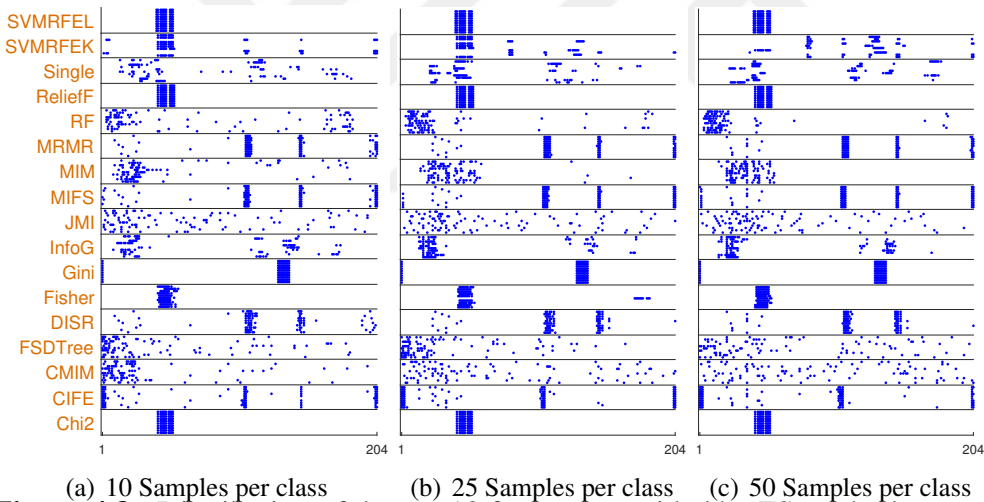 SVMRFEL
SVMRFEK
Single
ReliefF
RF
MRMR
MIM
MIFS
JMI
InfoG
Gini
Fisher
DISR
FSDTree
CMIM
CIFE
Chi2
1 204 1 204 1 204
(a) 10 Samples per class (b) 25 Samples per class (c) 50 Samples per class